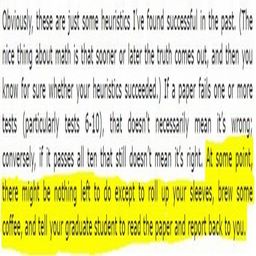 Obviously, these are just some heuristics I've found successful in the past. (The
nice thing about math is that sooner or later the truth comes out, and then you
know for sure whether your heuristics succeeded.) If a paper fails one or more
tests (particularly tests 6-10), that doesn't necessarily mean it's wrong;
conversely, if it passes all ten that still doesn't mean it's right. At some point,
there might be nothing left to do except to roll up your sleeves, brew some
coffee, and tell your graduate student to read the paper and report back to you.